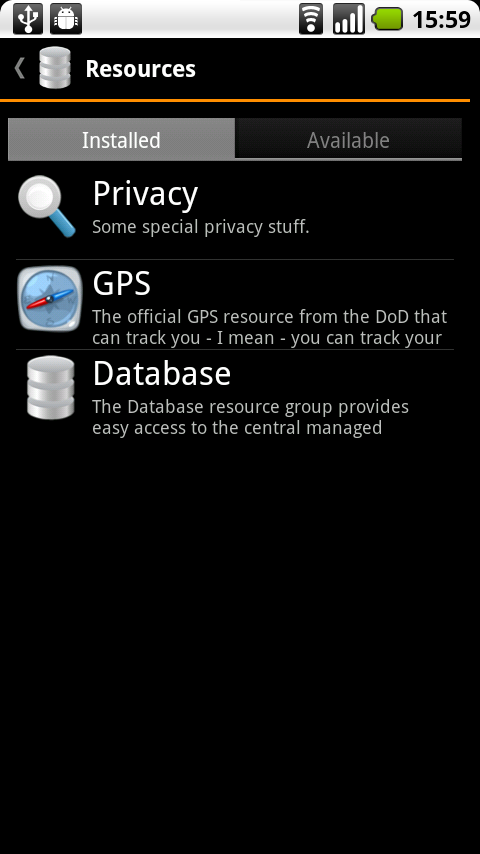 15:59
Resources
Installed
Available
Privacy
Some special privacy stuff.
GPS
The official GPS resource from the DoD that
can track you - I mean - you can track your
Database
The Database resource group provides
easy access to the central managed